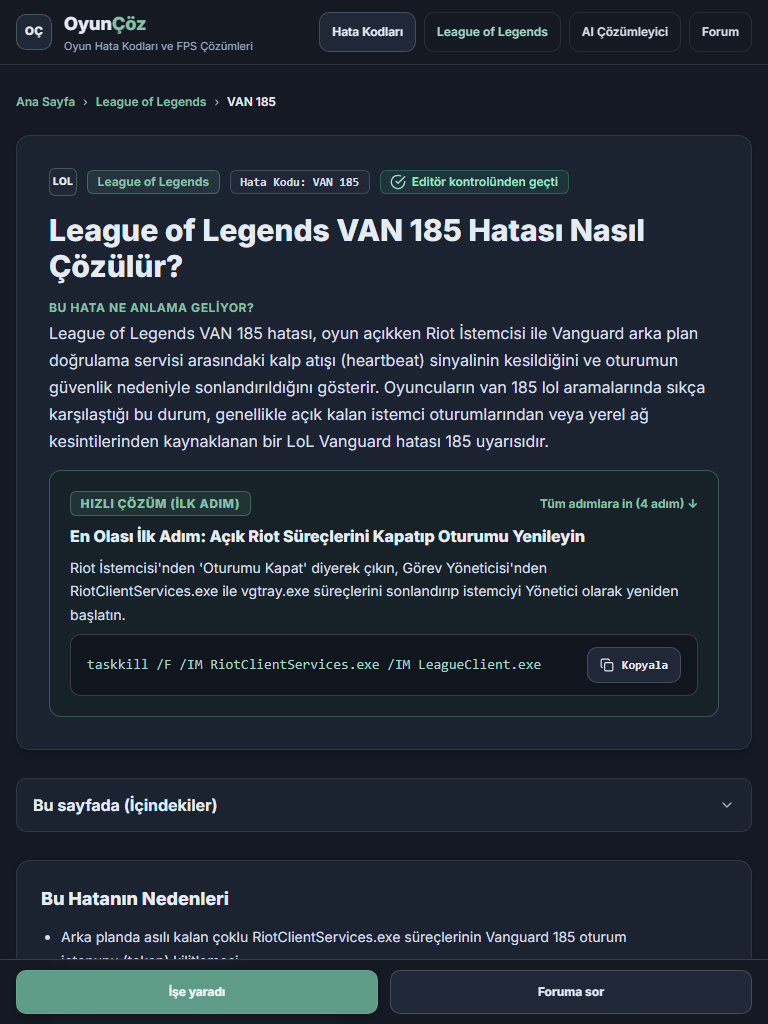 OÇ
OyunÇöz
Oyun Hata Kodları ve FPS Çözümleri
Hata Kodları
League of Legends
AI Çözümleyici
Forum
Ana Sayfa › League of Legends › VAN 185
LOL
League of Legends
Hata Kodu: VAN 185
Editör kontrolünden geçti
League of Legends VAN 185 Hatası Nasıl
Çözülür?
BU HATA NE ANLAMA GELİYOR?
League of Legends VAN 185 hatası, oyun açıkken Riot İstemcisi ile Vanguard arka plan
doğrulama servisi arasındaki kalp atışı (heartbeat) sinyalinin kesildiğini ve oturumun
güvenlik nedeniyle sonlandırıldığını gösterir. Oyuncuların van 185 lol aramalarında sıkça
karşılaştığı bu durum, genellikle açık kalan istemci oturumlarından veya yerel ağ
kesintilerinden kaynaklanan bir LoL Vanguard hatası 185 uyarısıdır.
HIZLI ÇÖZÜM (İLK ADIM)
Tüm adımlara in (4 adım) ↓
En Olası İlk Adım: Açık Riot Süreçlerini Kapatıp Oturumu Yenileyin
Riot İstemcisi'nden 'Oturumu Kapat' diyerek çıkın, Görev Yöneticisi'nden
RiotClientServices.exe ile vgtray.exe süreçlerini sonlandırıp istemciyi Yönetici olarak yeniden
başlatın.
taskkill /F /IM RiotClientServices.exe /IM LeagueClient.exe
Kopyala
Bu sayfada (İçindekiler)
Bu Hatanın Nedenleri
• Arka planda asılı kalan çoklu RiotClientServices.exe süreçlerinin Vanguard 185 oturum
İşe yaradı
Foruma sor